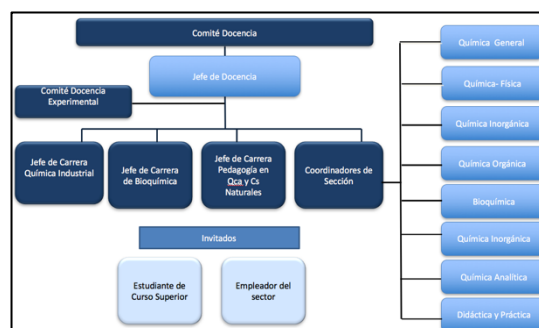 Comité Docencia
Jefe de Docencia
Comité Docencia
Experimental
Jefe de Carrera
Química Industrial
Jefe de Carrera
de Bioquímica
Jefe de Carrera
Pedagogía en
Qca y Cs
Naturales
Coordinadores de
Sección
Invitados
Estudiante de
Curso Superior
Empleador del
sector
Química General
Química- Física
Química Inorgánica
Química Orgánica
Bioquímica
Química Inorgánica
Química Analítica
Didáctica y Práctica